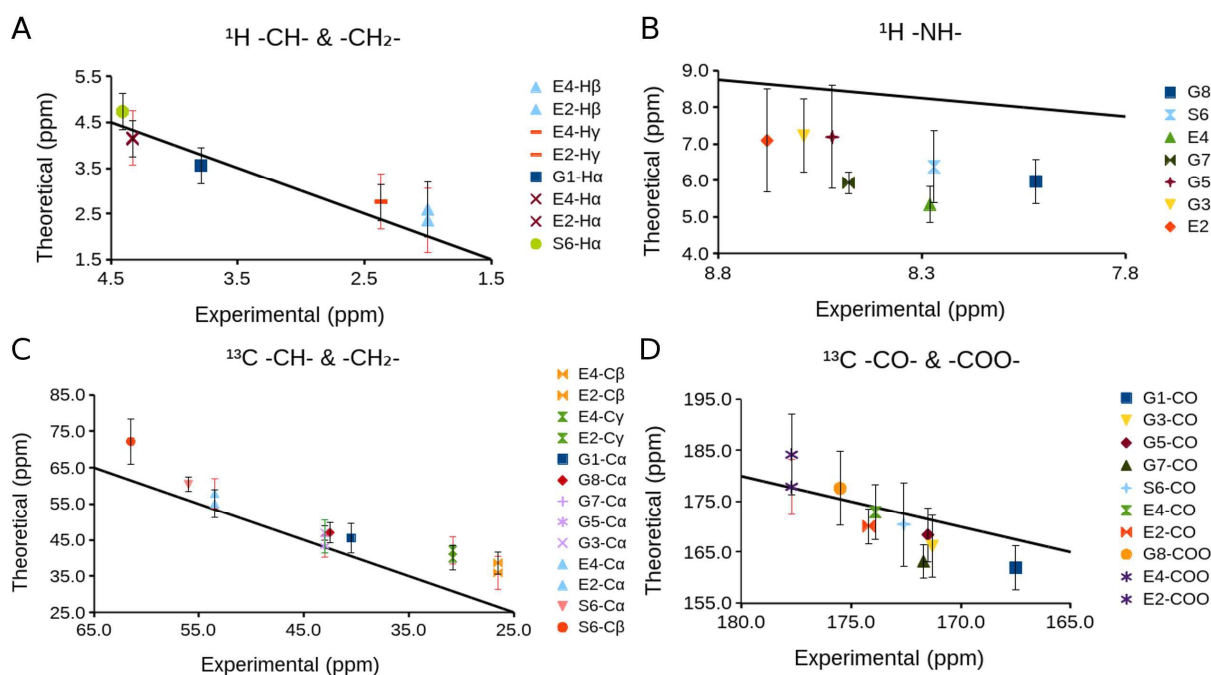 A
¹H -CH- & -CH₂-
Theoretical (ppm)
5.5
4.5
3.5
2.5
1.5
4.5 3.5 2.5 1.5
Experimental (ppm)
E4-Hβ
E2-Hβ
E4-Hγ
E2-Hγ
G1-Hα
E4-Hα
E2-Hα
S6-Hα
B
¹H -NH-
Theoretical (ppm)
9.0
8.0
7.0
6.0
5.0
4.0
8.8 8.3 7.8
Experimental (ppm)
G8
S6
E4
G7
G5
G3
E2
C
¹³C -CH- & -CH₂-
Theoretical (ppm)
85.0
75.0
65.0
55.0
45.0
35.0
25.0
65.0 55.0 45.0 35.0 25.0
Experimental (ppm)
E4-Cβ
E2-Cβ
E4-Cγ
E2-Cγ
G1-Cα
G8-Cα
G7-Cα
G5-Cα
G3-Cα
E4-Cα
E2-Cα
S6-Cα
S6-Cβ
D
¹³C -CO- & -COO-
Theoretical (ppm)
195.0
185.0
175.0
165.0
155.0
180.0 175.0 170.0 165.0
Experimental (ppm)
G1-CO
G3-CO
G5-CO
G7-CO
S6-CO
E4-CO
E2-CO
G8-COO
E4-COO
E2-COO